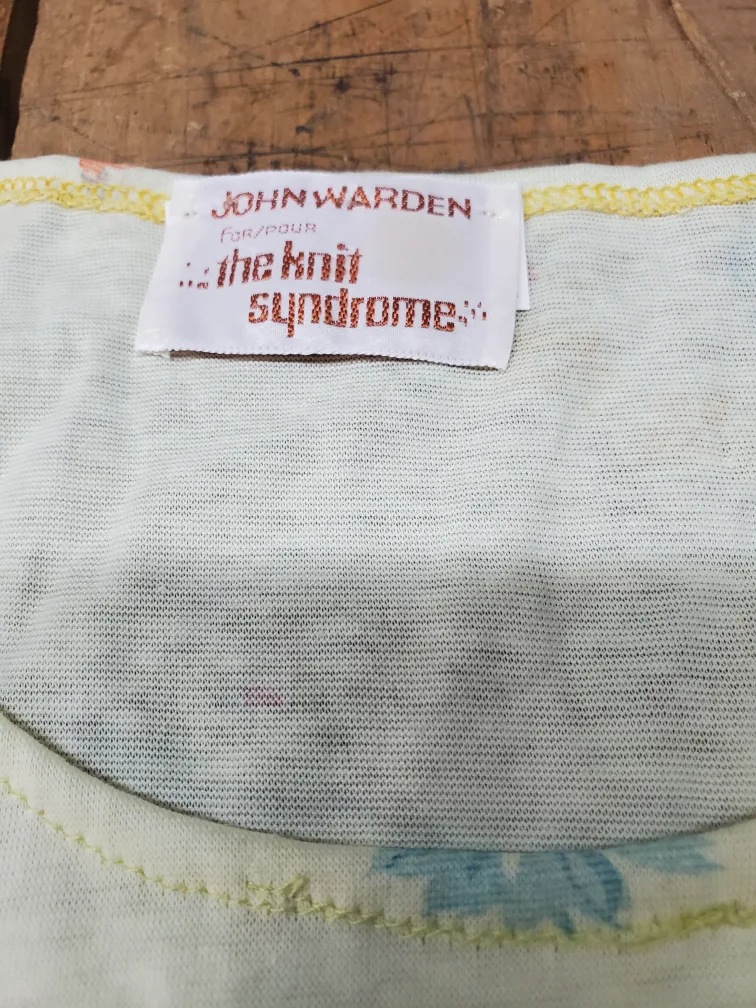 JOHN WARDEN
FOR/POUR
the knit
syndrome